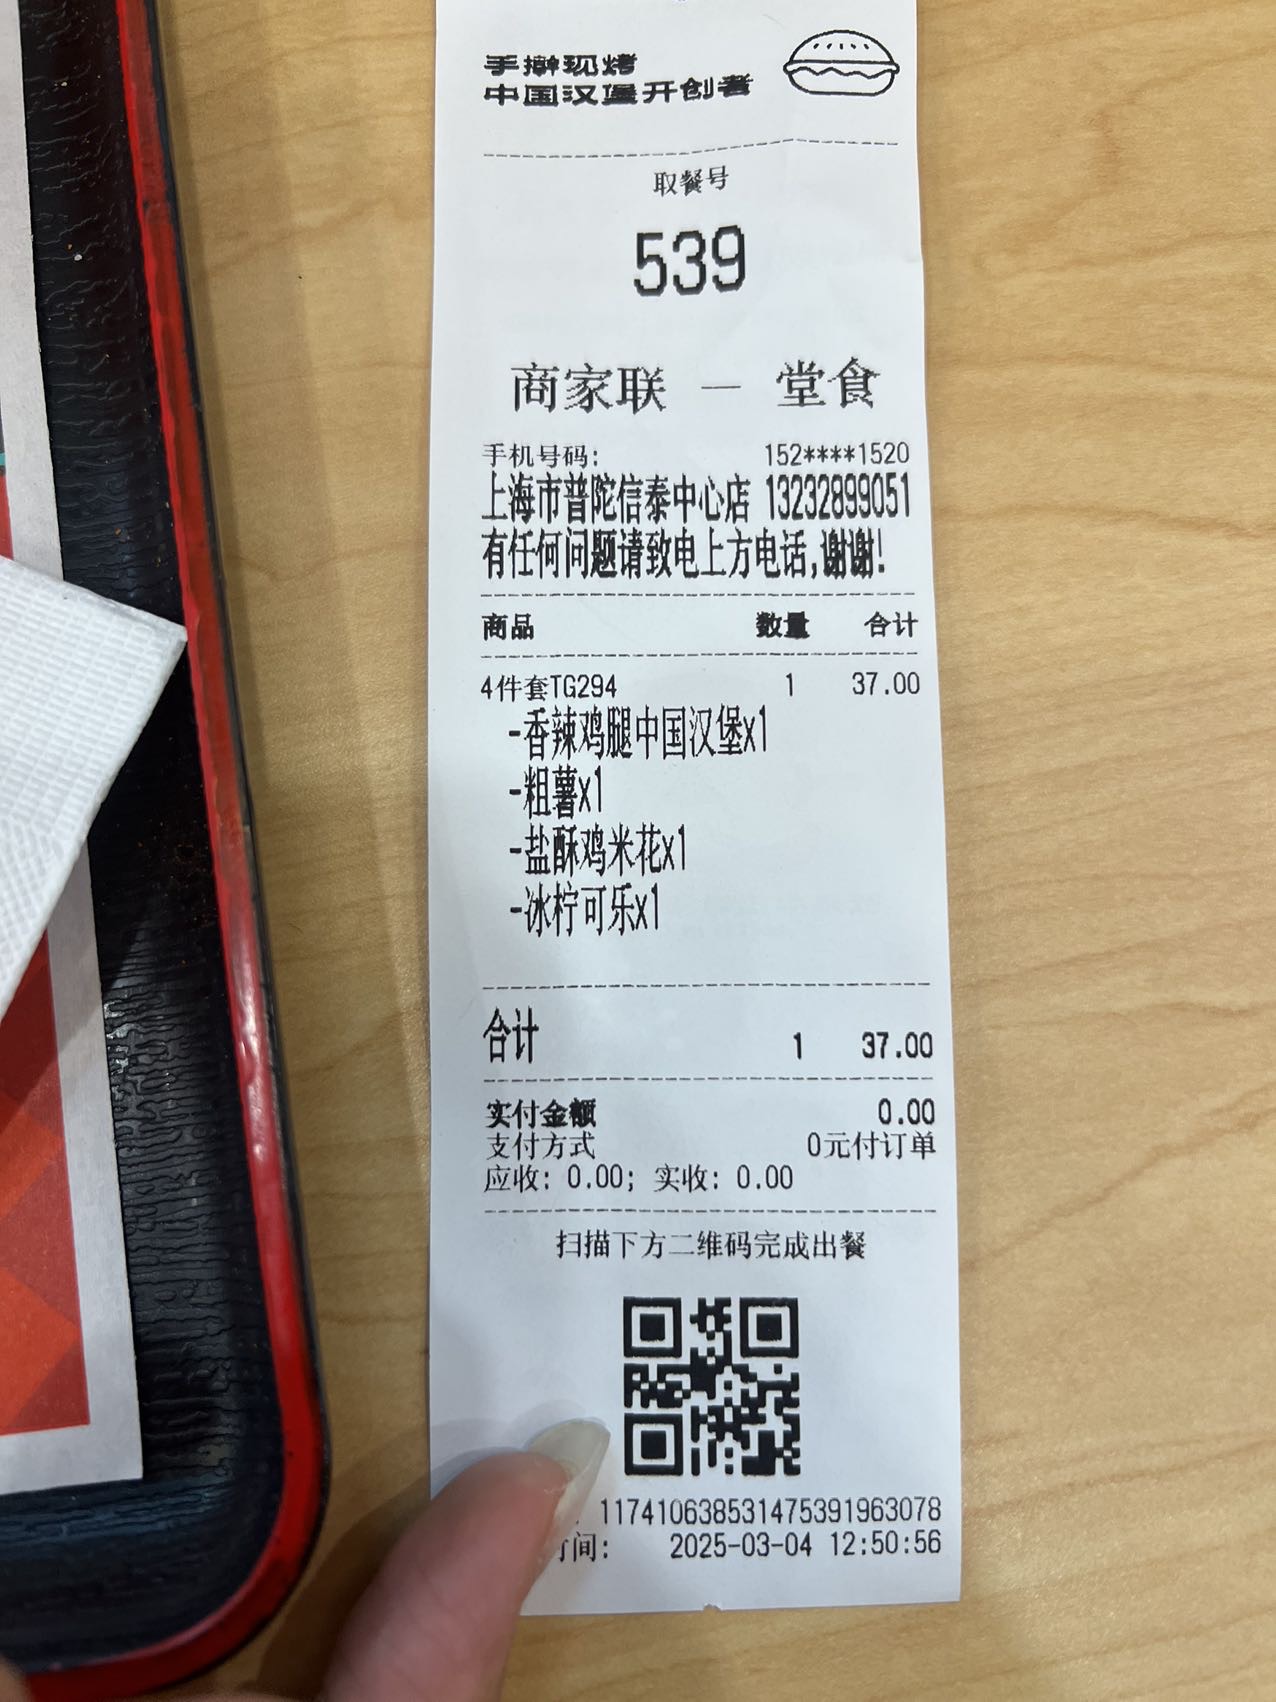 手擀现烤
中国汉堡开创者
取餐号
539
商家联 — 堂食
手机号码: 152****1520
上海市普陀信泰中心店 13232899051
有任何问题请致电上方电话,谢谢!
商品 数量 合计
4件套TG294 1 37.00
-香辣鸡腿中国汉堡x1
-粗薯x1
-盐酥鸡米花x1
-冰柠可乐x1
合计 1 37.00
实付金额 0.00
支付方式 0元付订单
应收: 0.00; 实收: 0.00
扫描下方二维码完成出餐
117410638531475391963078
间: 2025-03-04 12:50:56